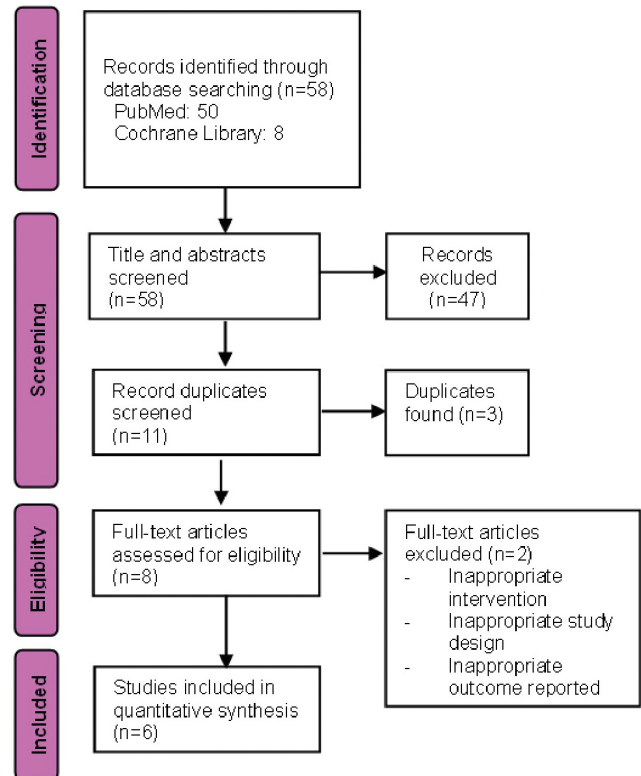 Identification
Records identified through
database searching (n=58)
PubMed: 50
Cochrane Library: 8
Screening
Title and abstracts
screened
(n=58)
Records
excluded
(n=47)
Record duplicates
screened
(n=11)
Duplicates
found (n=3)
Eligibility
Full-text articles
assessed for eligibility
(n=8)
Full-text articles
excluded (n=2)
- Inappropriate
intervention
- Inappropriate study
design
- Inappropriate
outcome reported
Included
Studies included in
quantitative synthesis
(n=6)